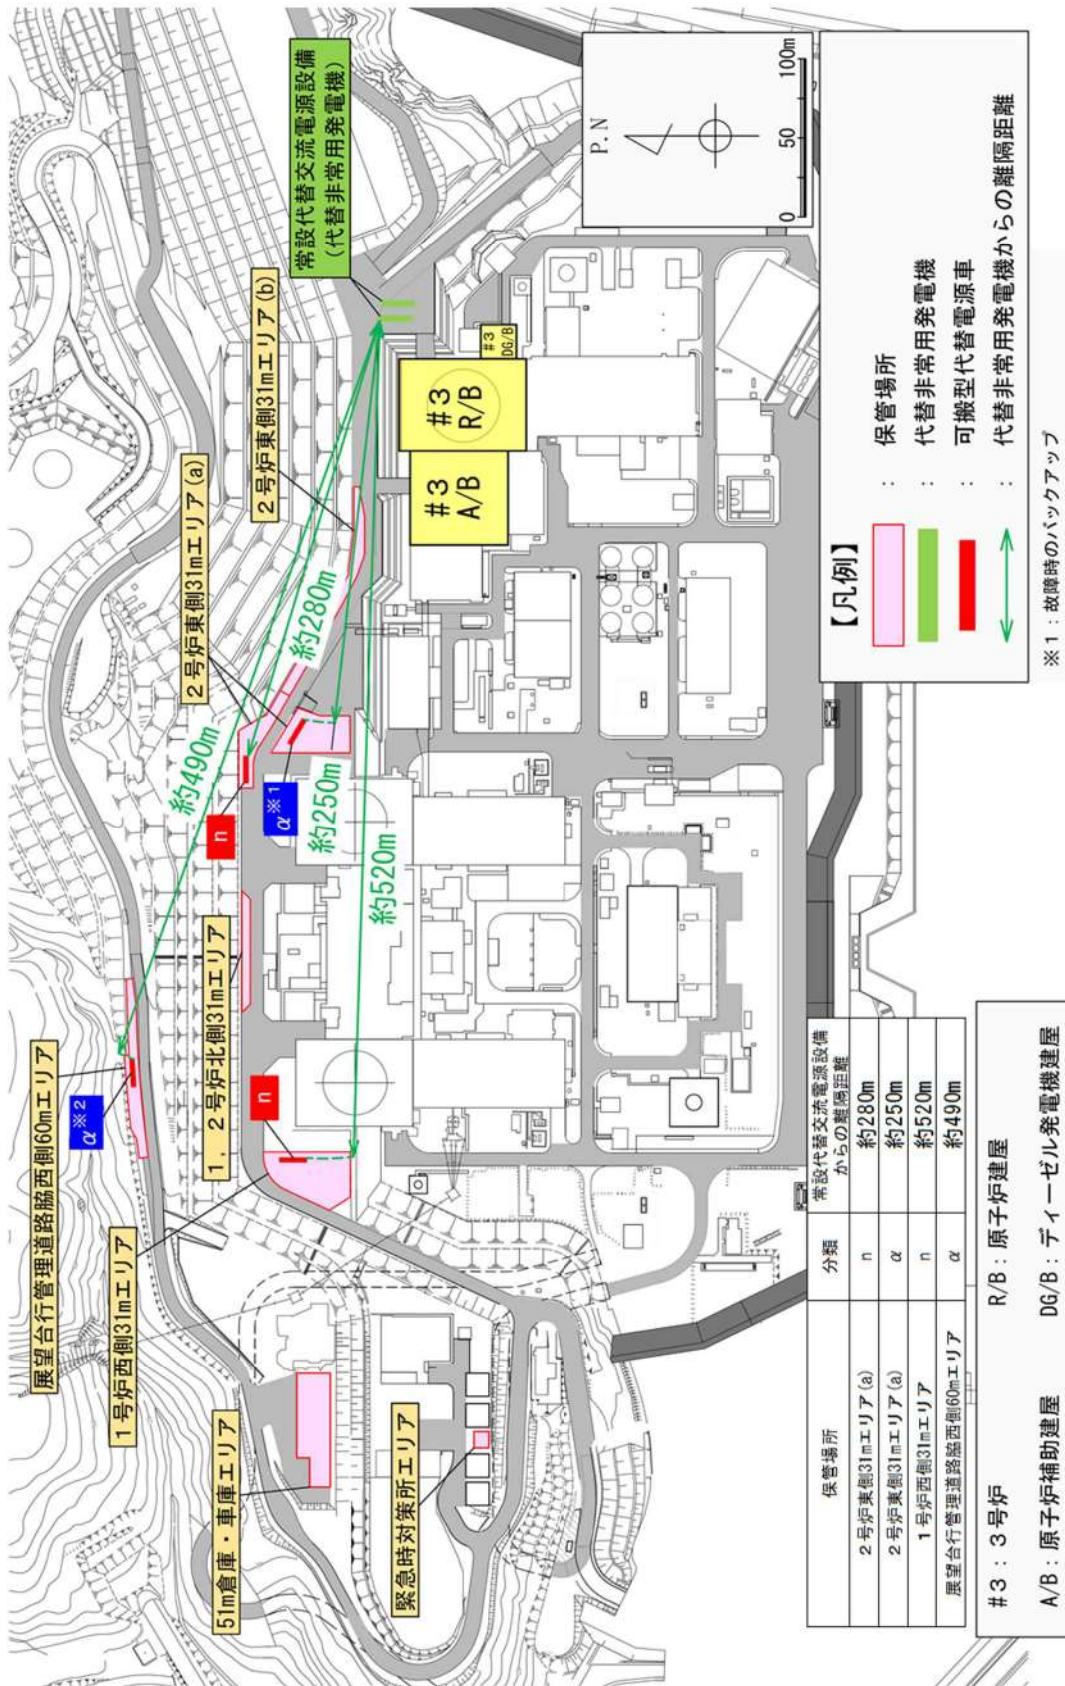 展望台行管理道路脇西側60mエリア
α※2
約490m
2号炉東側31mエリア(a)
2号炉東側31mエリア(b)
常設代替交流電源設備
(代替非常用発電機)
1号炉西側31mエリア
1，2号炉北側31mエリア
n
約280m
51m倉庫・車庫エリア
n
α※1
約250m
約520m
緊急時対策所エリア
#3
A/B
#3
R/B
#3
DG/B
P.N
0 50 100m
保管場所 分類 常設代替交流電源設備
からの離隔距離
2号炉東側31mエリア(a) n 約280m
2号炉東側31mエリア(a) α 約250m
1号炉西側31mエリア n 約520m
展望台行管理道路脇西側60mエリア α 約490m
#3：3号炉 R/B：原子炉建屋
A/B：原子炉補助建屋 DG/B：ディーゼル発電機建屋
【凡例】
： 保管場所
： 代替非常用発電機
： 可搬型代替電源車
： 代替非常用発電機からの離隔距離
※1：故障時のバックアップ